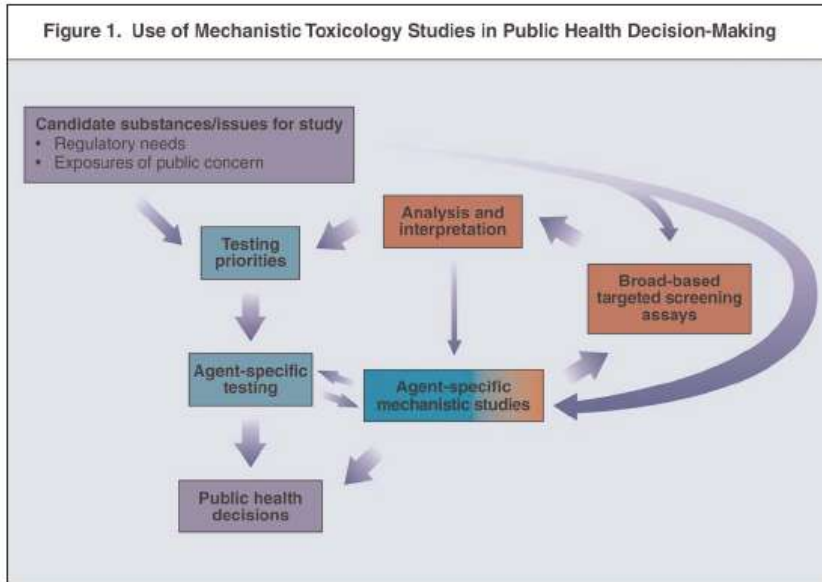 Figure 1. Use of Mechanistic Toxicology Studies in Public Health Decision-Making
Candidate substances/issues for study
• Regulatory needs
• Exposures of public concern
Analysis and
interpretation
Testing
priorities
Broad-based
targeted screening
assays
Agent-specific
testing
Agent-specific
mechanistic studies
Public health
decisions